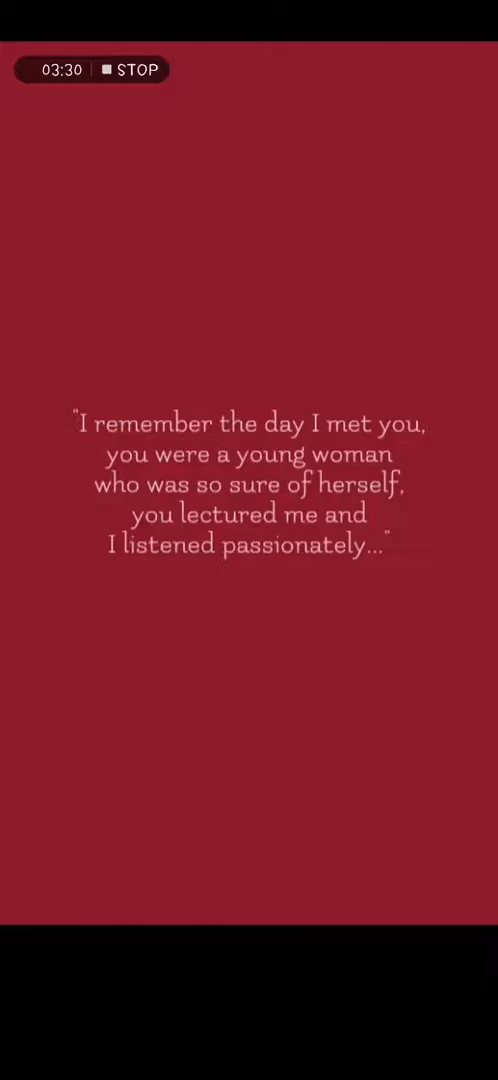 03:30 STOP
"I remember the day I met you,
you were a young woman
who was so sure of herself,
you lectured me and
I listened passionately..."